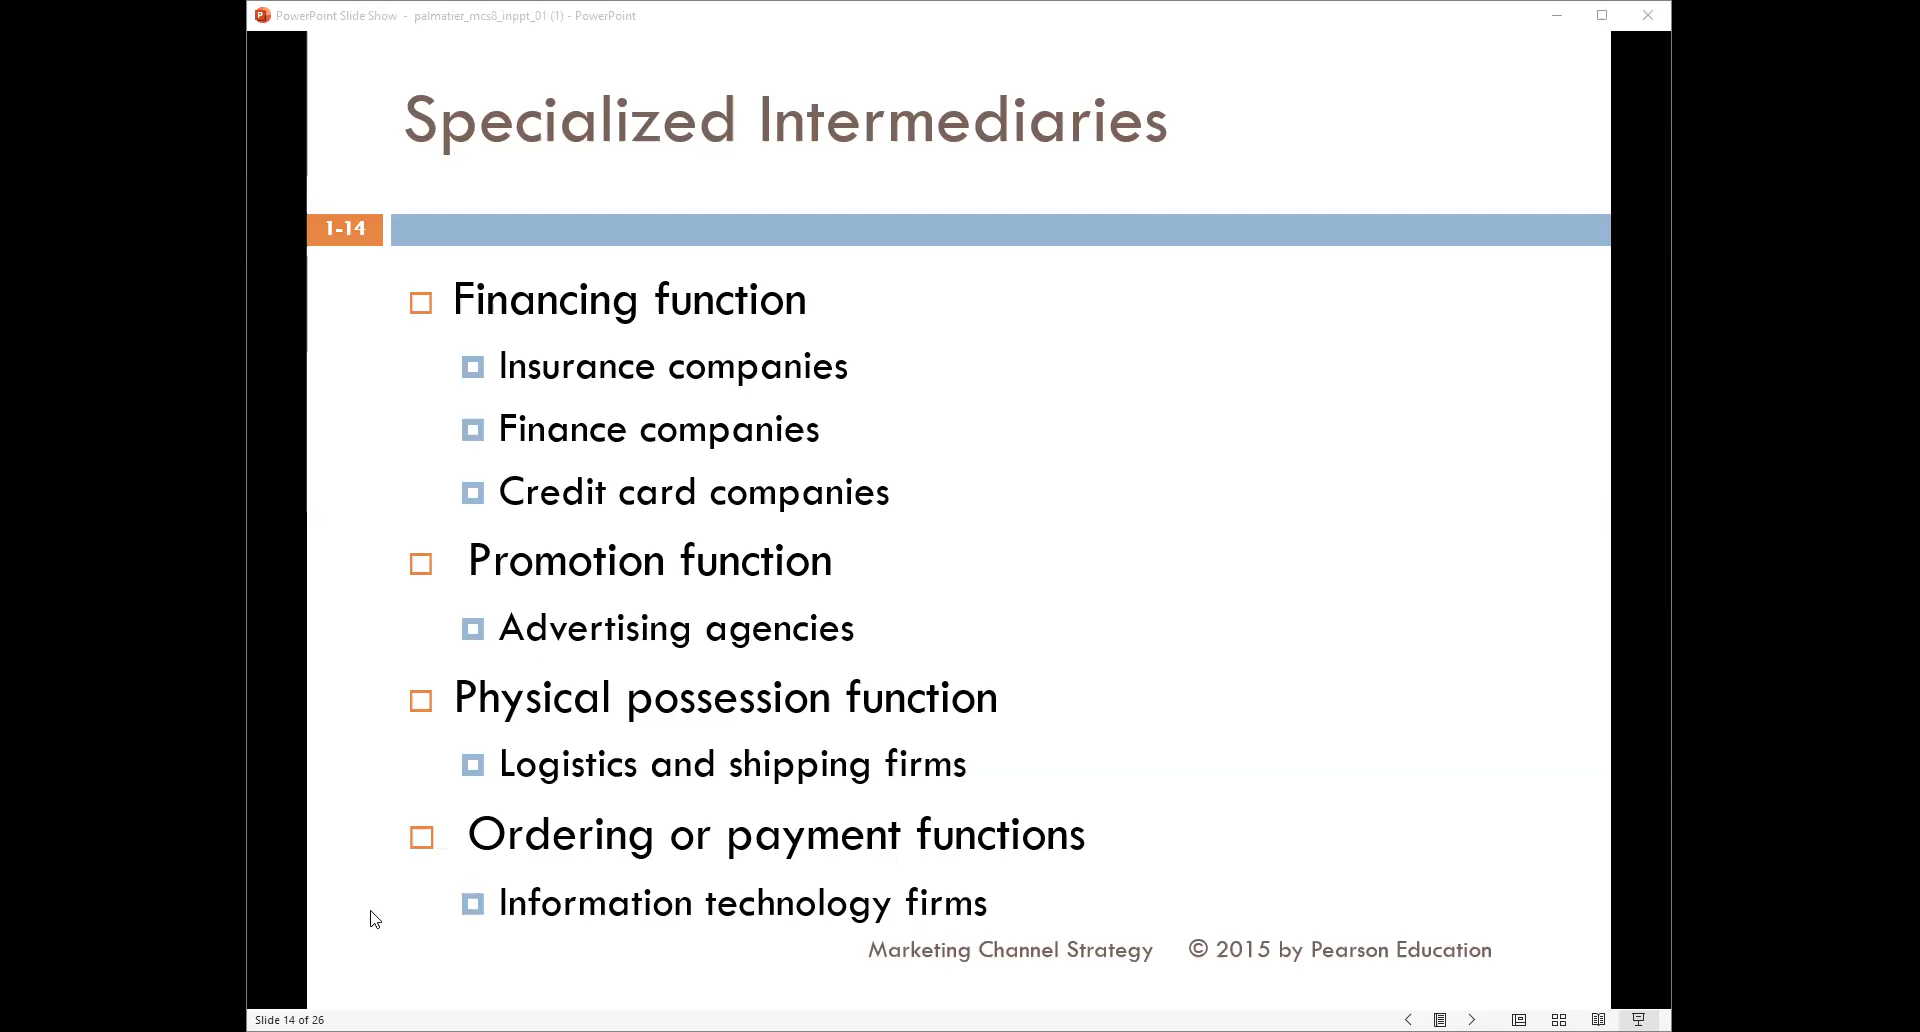 PowerPoint Slide Show - palmatier_mcs8_inppt_01 (1) - PowerPoint
Specialized Intermediaries
1-14
Financing function
Insurance companies
Finance companies
Credit card companies
Promotion function
Advertising agencies
Physical possession function
Logistics and shipping firms
Ordering or payment functions
Information technology firms
Marketing Channel Strategy © 2015 by Pearson Education
Slide 14 of 26